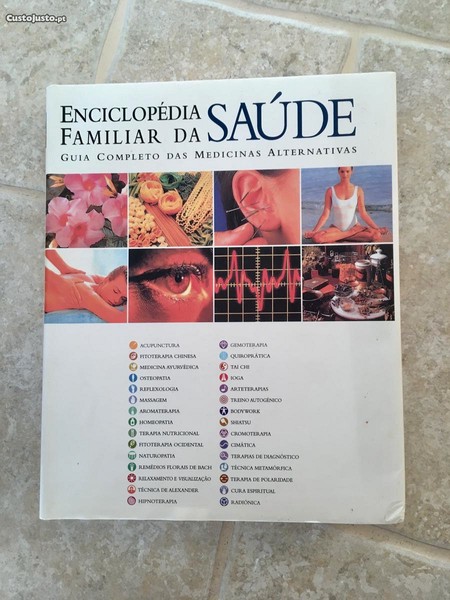 CustoJusto.pt
ENCICLOPÉDIA
FAMILIAR DA SAÚDE
GUIA COMPLETO DAS MEDICINAS ALTERNATIVAS
ACUPUNCTURA
FITOTERAPIA CHINESA
MEDICINA AYURVÉDICA
OSTEOPATIA
REFLEXOLOGIA
MASSAGEM
AROMATERAPIA
HOMEOPATIA
TERAPIA NUTRICIONAL
FITOTERAPIA OCIDENTAL
NATUROPATIA
REMÉDIOS FLORAIS DE BACH
RELAXAMENTO E VISUALIZAÇÃO
TÉCNICA DE ALEXANDER
HIPNOTERAPIA
GEMOTERAPIA
QUIROPRÁTICA
TAI CHI
IOGA
ARTETERAPIAS
TREINO AUTOGÉNICO
BODYWORK
SHIATSU
CROMOTERAPIA
CIMÁTICA
TERAPIAS DE DIAGNÓSTICO
TÉCNICA METAMÓRFICA
TERAPIA DE POLARIDADE
CURA ESPIRITUAL
RADIÓNICA